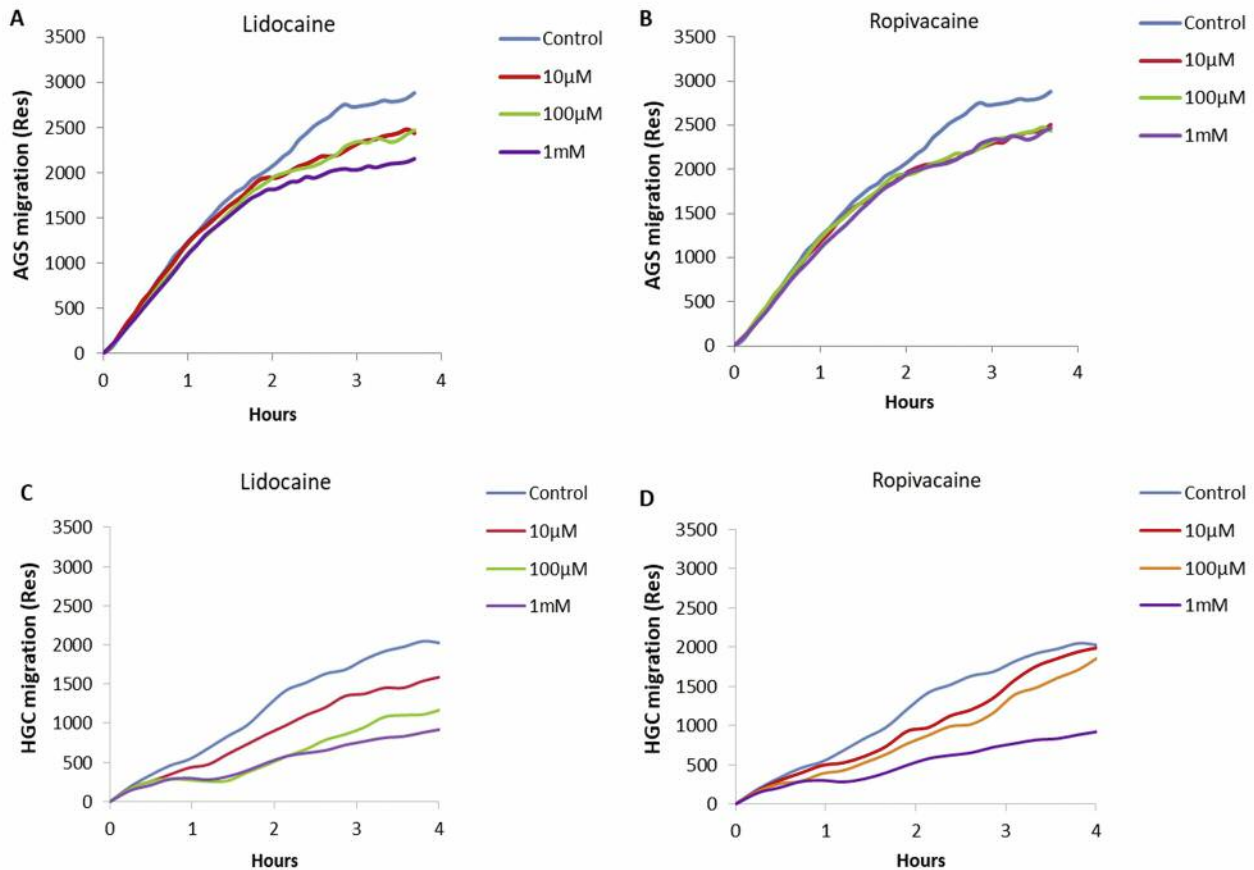 A
Lidocaine
AGS migration (Res)
3500
3000
2500
2000
1500
1000
500
0
0 1 2 3 4
Hours
Control
10µM
100µM
1mM
B
Ropivacaine
AGS migration (Res)
3500
3000
2500
2000
1500
1000
500
0
0 1 2 3 4
Hours
Control
10µM
100µM
1mM
C
Lidocaine
HGC migration (Res)
3500
3000
2500
2000
1500
1000
500
0
0 1 2 3 4
Hours
Control
10µM
100µM
1mM
D
Ropivacaine
HGC migration (Res)
3500
3000
2500
2000
1500
1000
500
0
0 1 2 3 4
Hours
Control
10µM
100µM
1mM